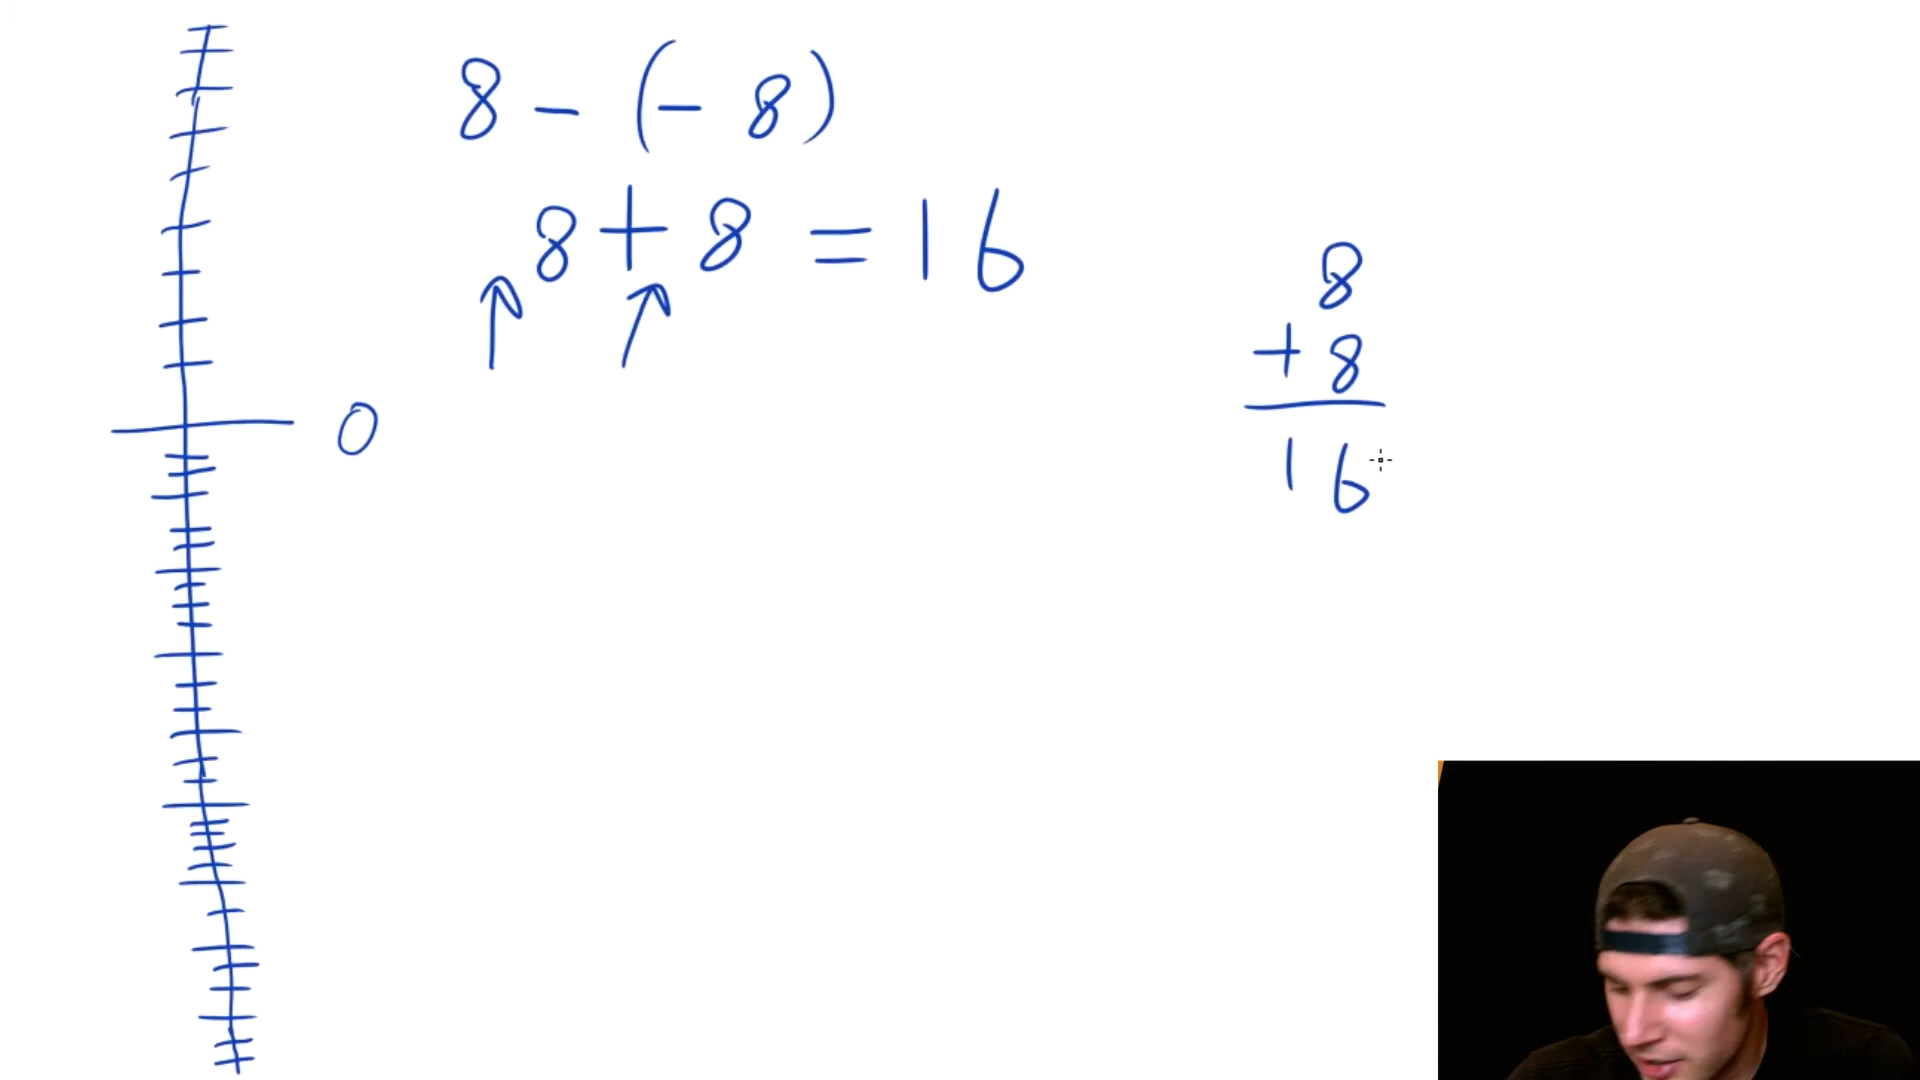 8 - (- 8)
8 + 8 = 16
0
8
+ 8
16